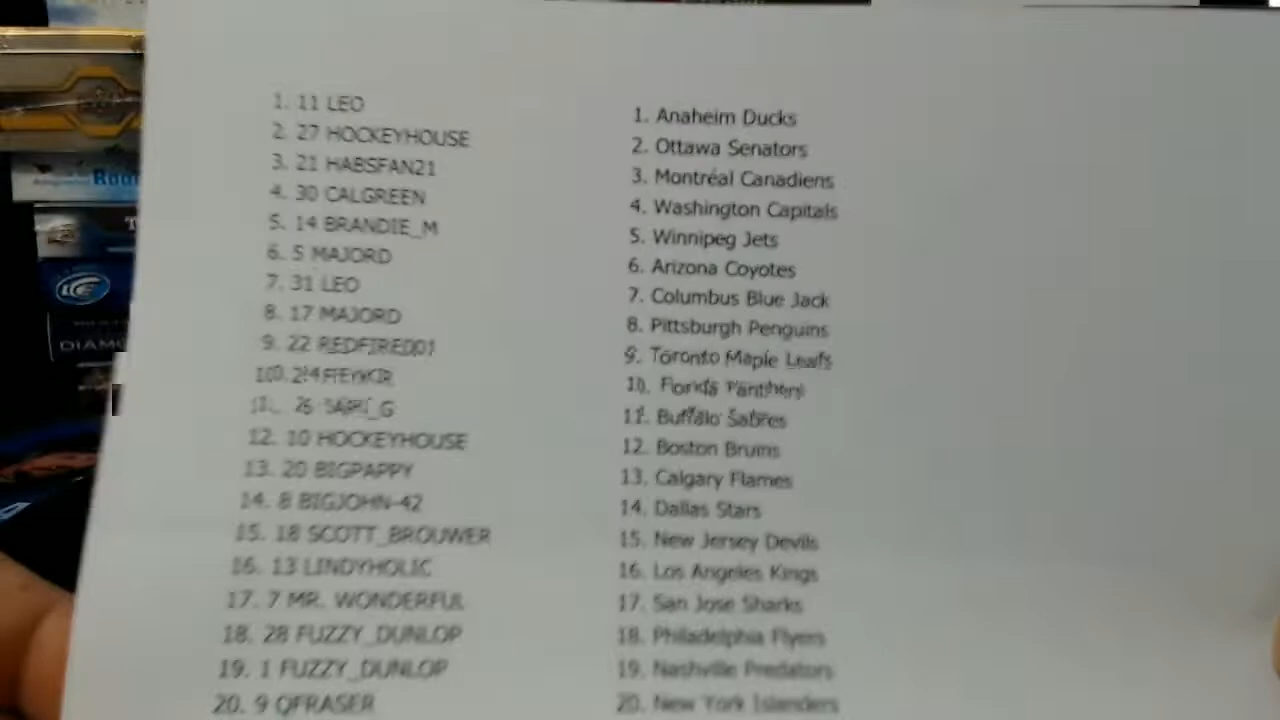 1. 11 LEO
2. 27 HOCKEYHOUSE
3. 21 HABSFAN21
4. 30 CALGREEN
5. 14 BRANDIE_M
6. 5 MAJORD
7. 31 LEO
8. 17 MAJORD
9. 22 REDFIRE001
10. 24
11. 26
12. 10 HOCKEYHOUSE
13. 20 BIGPAPPY
14. 8 BIGJOHN-42
15. 18 SCOTT_BROUWER
16. 13 LINDYHOLIC
17. 7 MR. WONDERFUL
18. 28 FUZZY_DUNLOP
19. 1 FUZZY_DUNLOP
20. 9 QFRASER
1. Anaheim Ducks
2. Ottawa Senators
3. Montréal Canadiens
4. Washington Capitals
5. Winnipeg Jets
6. Arizona Coyotes
7. Columbus Blue Jack
8. Pittsburgh Penguins
9. Toronto Maple Leafs
10. Florida Panthers
11. Buffalo Sabres
12. Boston Bruins
13. Calgary Flames
14. Dallas Stars
15. New Jersey Devils
16. Los Angeles Kings
17. San Jose Sharks
18. Philadelphia Flyers
19. Nashville Predators
20. New York Islanders